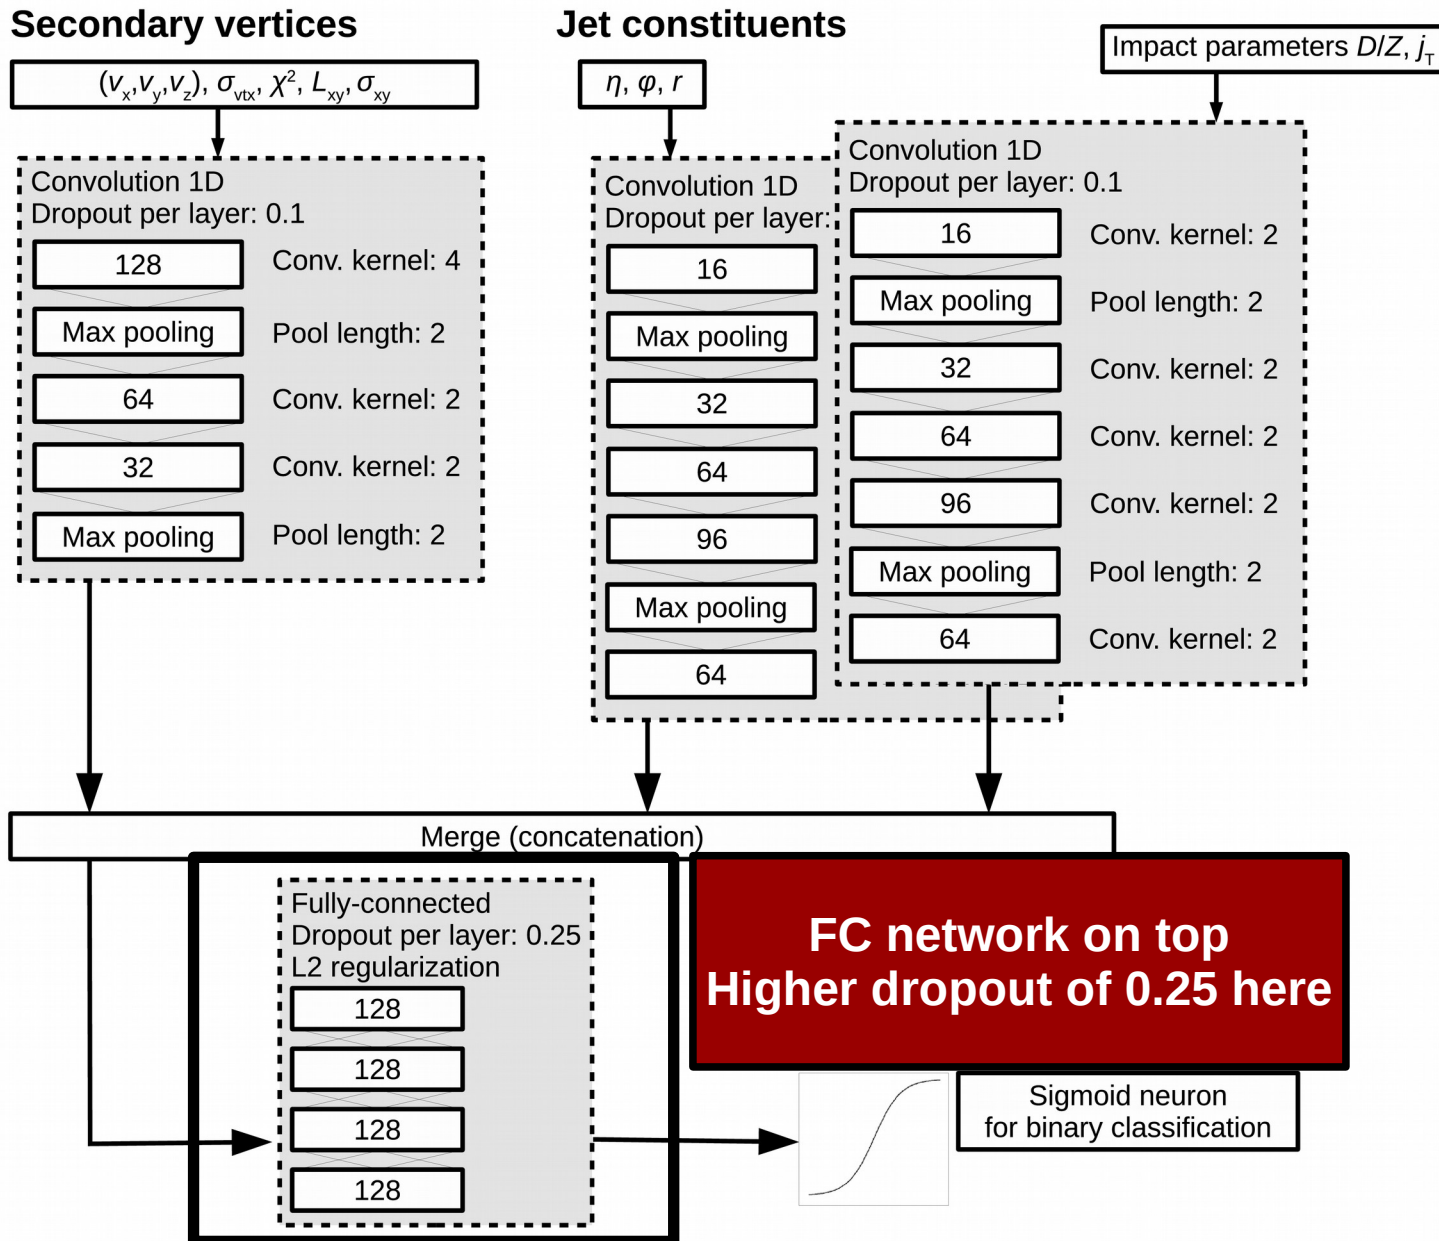 Secondary vertices
(vx,vy,vz), σvtx, χ², Lxy, σxy
Convolution 1D
Dropout per layer: 0.1
128
Conv. kernel: 4
Max pooling
Pool length: 2
64
Conv. kernel: 2
32
Conv. kernel: 2
Max pooling
Pool length: 2
Jet constituents
η, φ, r
Convolution 1D
Dropout per layer:
16
Max pooling
32
64
96
Max pooling
64
Impact parameters D/Z, jT
Convolution 1D
Dropout per layer: 0.1
16
Conv. kernel: 2
Max pooling
Pool length: 2
32
Conv. kernel: 2
64
Conv. kernel: 2
96
Conv. kernel: 2
Max pooling
Pool length: 2
64
Conv. kernel: 2
Merge (concatenation)
Fully-connected
Dropout per layer: 0.25
L2 regularization
128
128
128
128
FC network on top
Higher dropout of 0.25 here
Sigmoid neuron
for binary classification